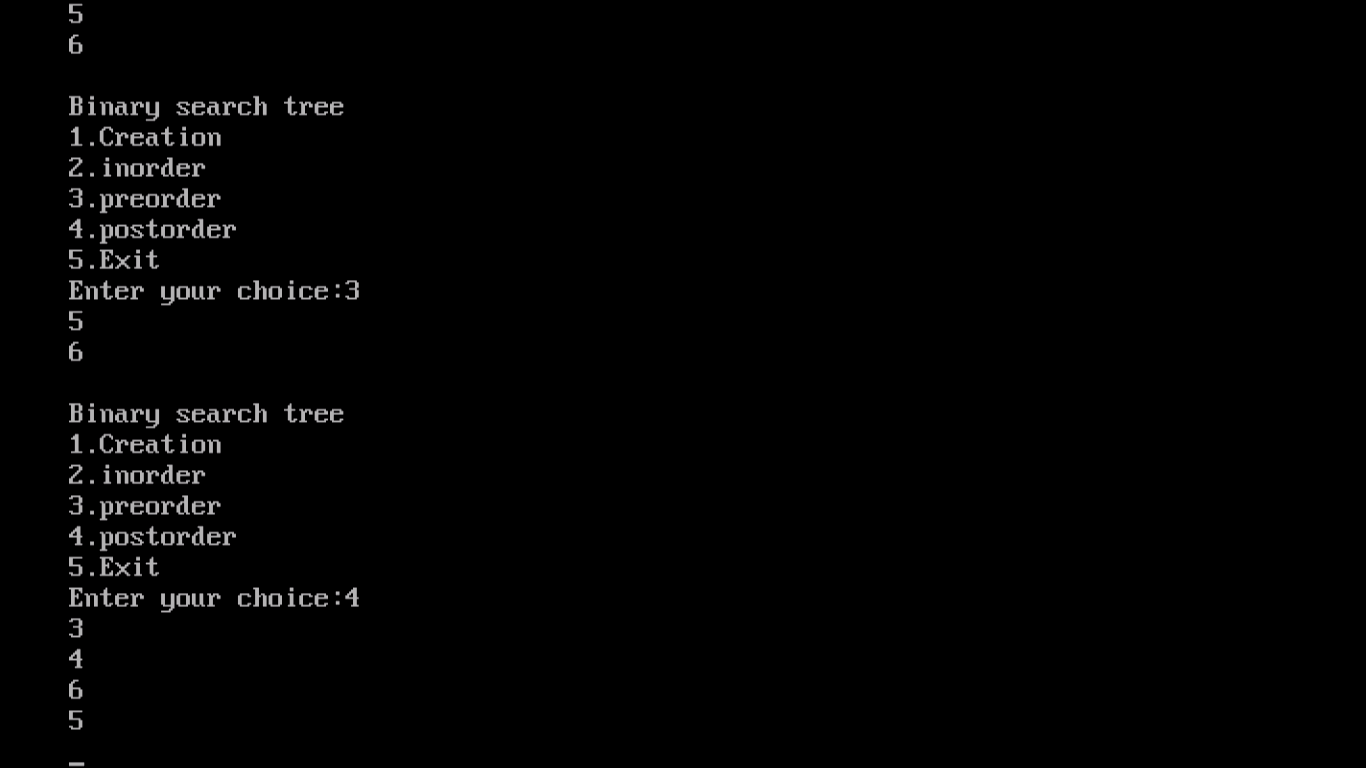 5
6
Binary search tree
1.Creation
2.inorder
3.preorder
4.postorder
5.Exit
Enter your choice:3
5
6
Binary search tree
1.Creation
2.inorder
3.preorder
4.postorder
5.Exit
Enter your choice:4
3
4
6
5
_